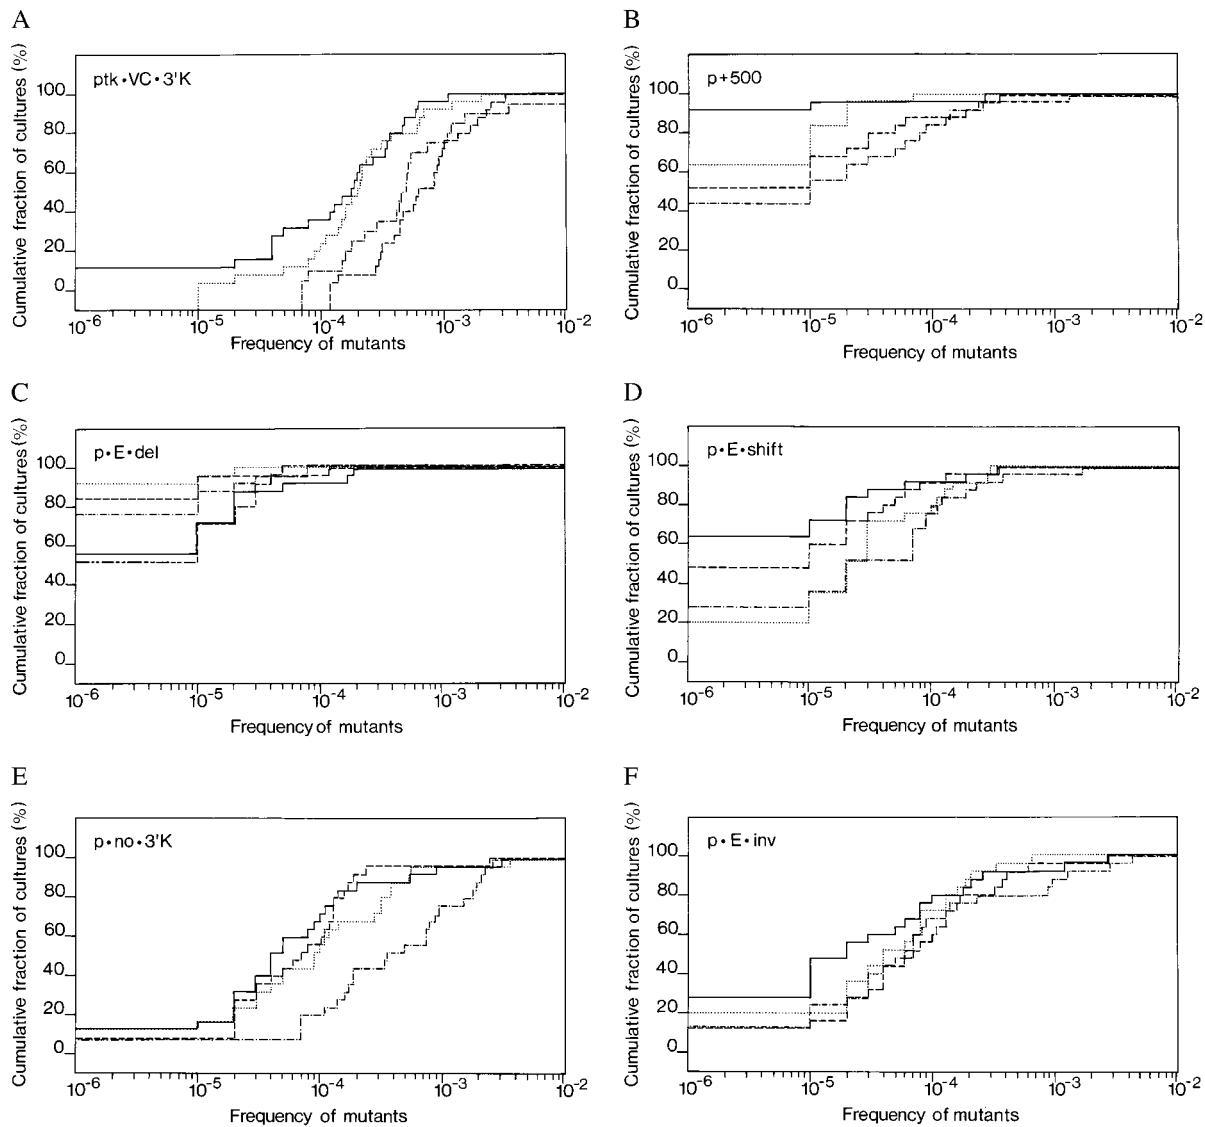 A
Cumulative fraction of cultures (%)
ptk•VC•3'K
100
80
60
40
20
0
10-6 10-5 10-4 10-3 10-2
Frequency of mutants
B
Cumulative fraction of cultures (%)
p+500
100
80
60
40
20
0
10-6 10-5 10-4 10-3 10-2
Frequency of mutants
C
Cumulative fraction of cultures (%)
p•E•del
100
80
60
40
20
0
10-6 10-5 10-4 10-3 10-2
Frequency of mutants
D
Cumulative fraction of cultures (%)
p•E•shift
100
80
60
40
20
0
10-6 10-5 10-4 10-3 10-2
Frequency of mutants
E
Cumulative fraction of cultures (%)
p•no•3'K
100
80
60
40
20
0
10-6 10-5 10-4 10-3 10-2
Frequency of mutants
F
Cumulative fraction of cultures (%)
p•E•inv
100
80
60
40
20
0
10-6 10-5 10-4 10-3 10-2
Frequency of mutants